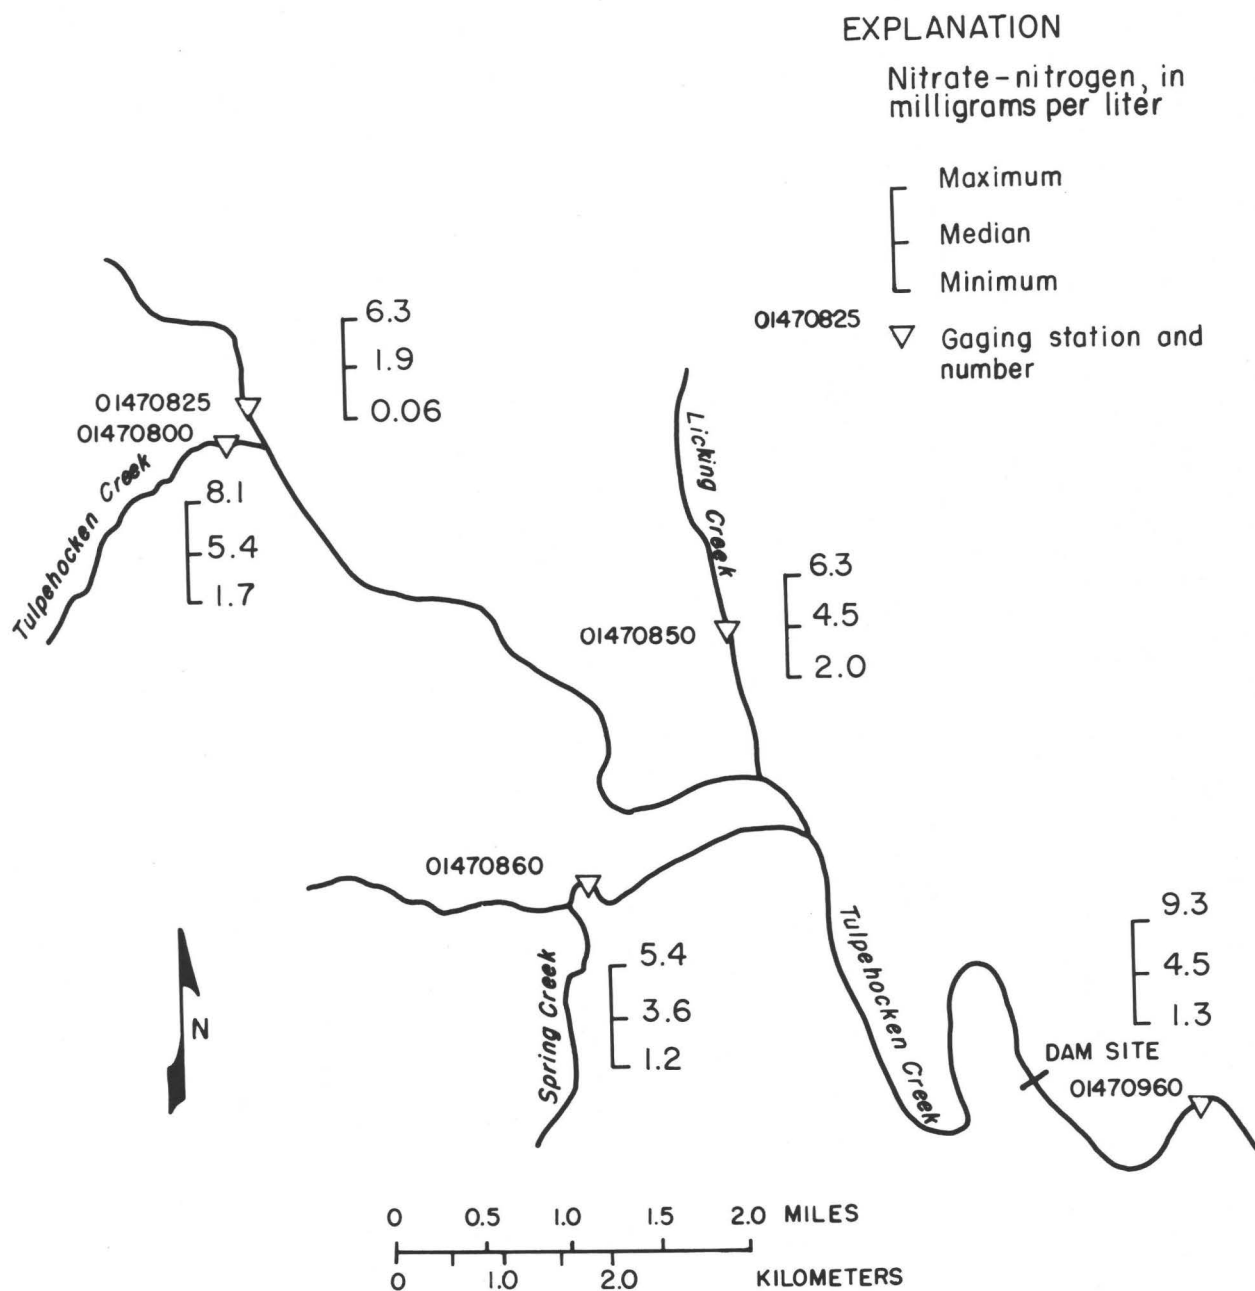 EXPLANATION
Nitrate-nitrogen, in
milligrams per liter
Maximum
Median
Minimum
01470825
Gaging station and
number
6.3
1.9
0.06
01470825
01470800
Tulpehocken Creek
8.1
5.4
1.7
Licking Creek
6.3
4.5
2.0
01470850
01470860
Spring Creek
5.4
3.6
1.2
Tulpehocken Creek
9.3
4.5
1.3
DAM SITE
01470960
N
0 0.5 1.0 1.5 2.0 MILES
0 1.0 2.0 KILOMETERS